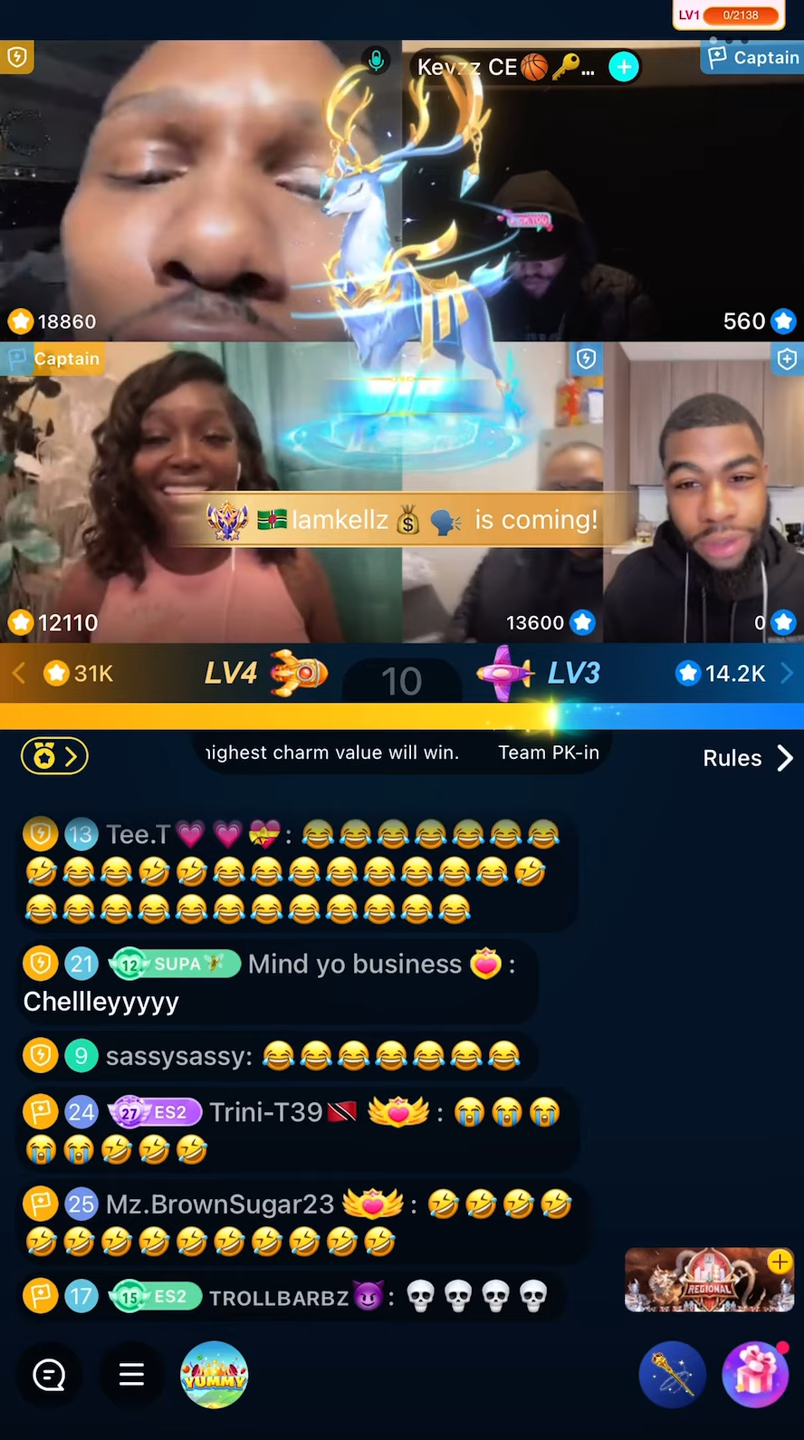 LV1 0/2138
Kevzz CE🏀🔑...
Captain
PICK YOU
18860
560
Captain
🇩🇲Iamkellz💰🗣️ is coming!
12110
13600
0
31K LV4 10 LV3 14.2K
highest charm value will win. Team PK-in
Rules
13 Tee.T💗💗💝: 😂😂😂😂😂😂😂
🤣😂😂🤣🤣😂😂😂😂😂😂😂😂🤣
😂😂😂😂😂😂😂😂😂😂😂😂
21 12 SUPA Mind yo business 💗:
Chellleyyyyy
9 sassysassy: 😂😂😂😂😂😂😂
24 27 ES2 Trini-T39🇹🇹 : 😭😭😭
😭😭🤣🤣🤣
25 Mz.BrownSugar23 : 🤣🤣🤣🤣
🤣🤣🤣🤣🤣🤣🤣🤣🤣🤣
17 15 ES2 TROLLBARBZ😈: 💀💀💀💀
REGIONAL
YUMMY